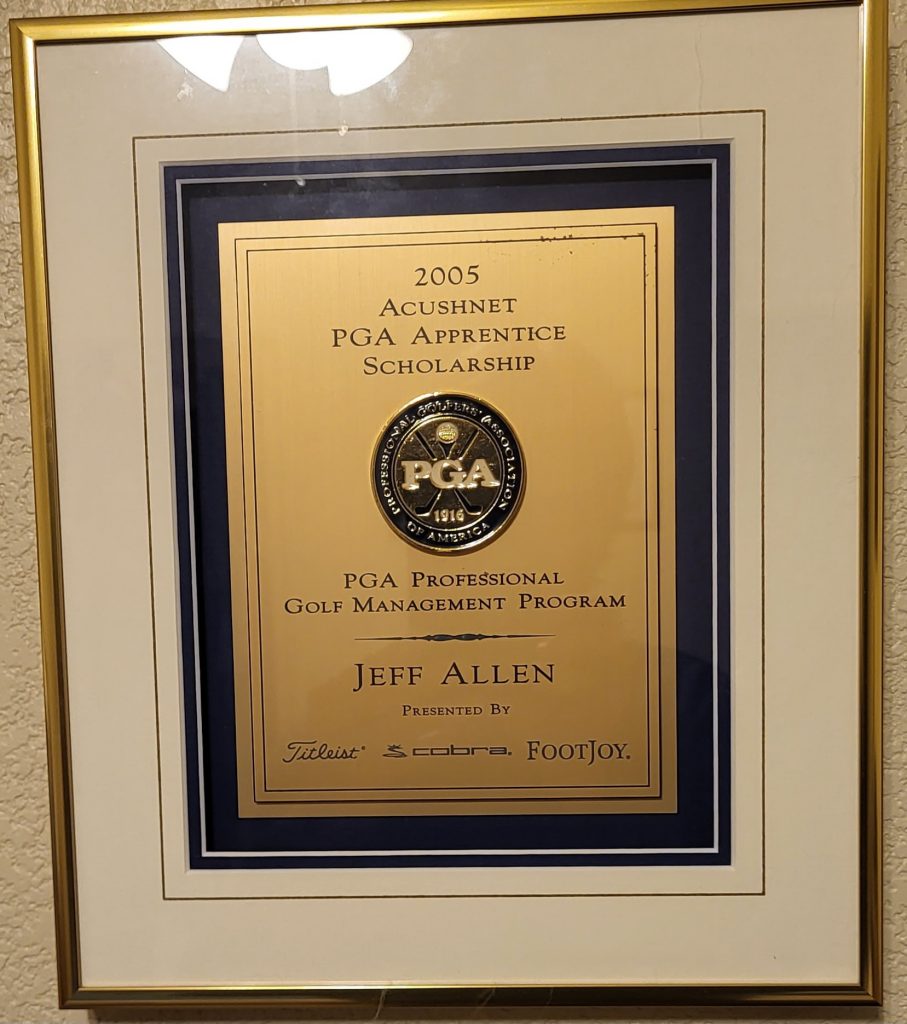 2005
Acushnet
PGA Apprentice
Scholarship
PROFESSIONAL GOLFERS' ASSOCIATION
PGA
1916
OF AMERICA
PGA Professional
Golf Management Program
Jeff Allen
Presented By
Titleist® cobra® FootJoy®